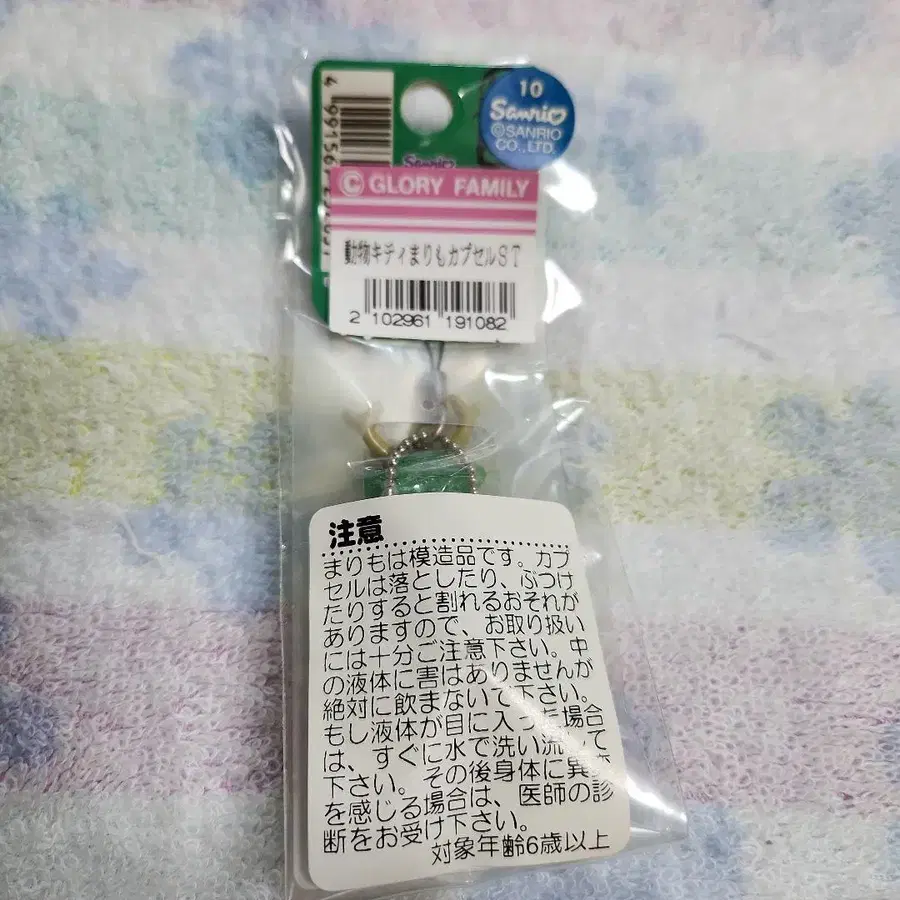 10
Sanrio
©SANRIO
CO.,LTD.
Sanrio
© GLORY FAMILY
動物キティまりもカプセルST
2 102961 191082
注意
まりもは模造品です。カプ
セルは落としたり、ぶつけ
たりすると割れるおそれが
ありますので、お取り扱い
には十分ご注意下さい。中
の液体に害はありませんが
絶対に飲まないで下さい。
もし液体が目に入った場合
は、すぐに水で洗い流して
下さい。その後身体に異変
を感じる場合は、医師の診
断をお受け下さい。
対象年齢6歳以上